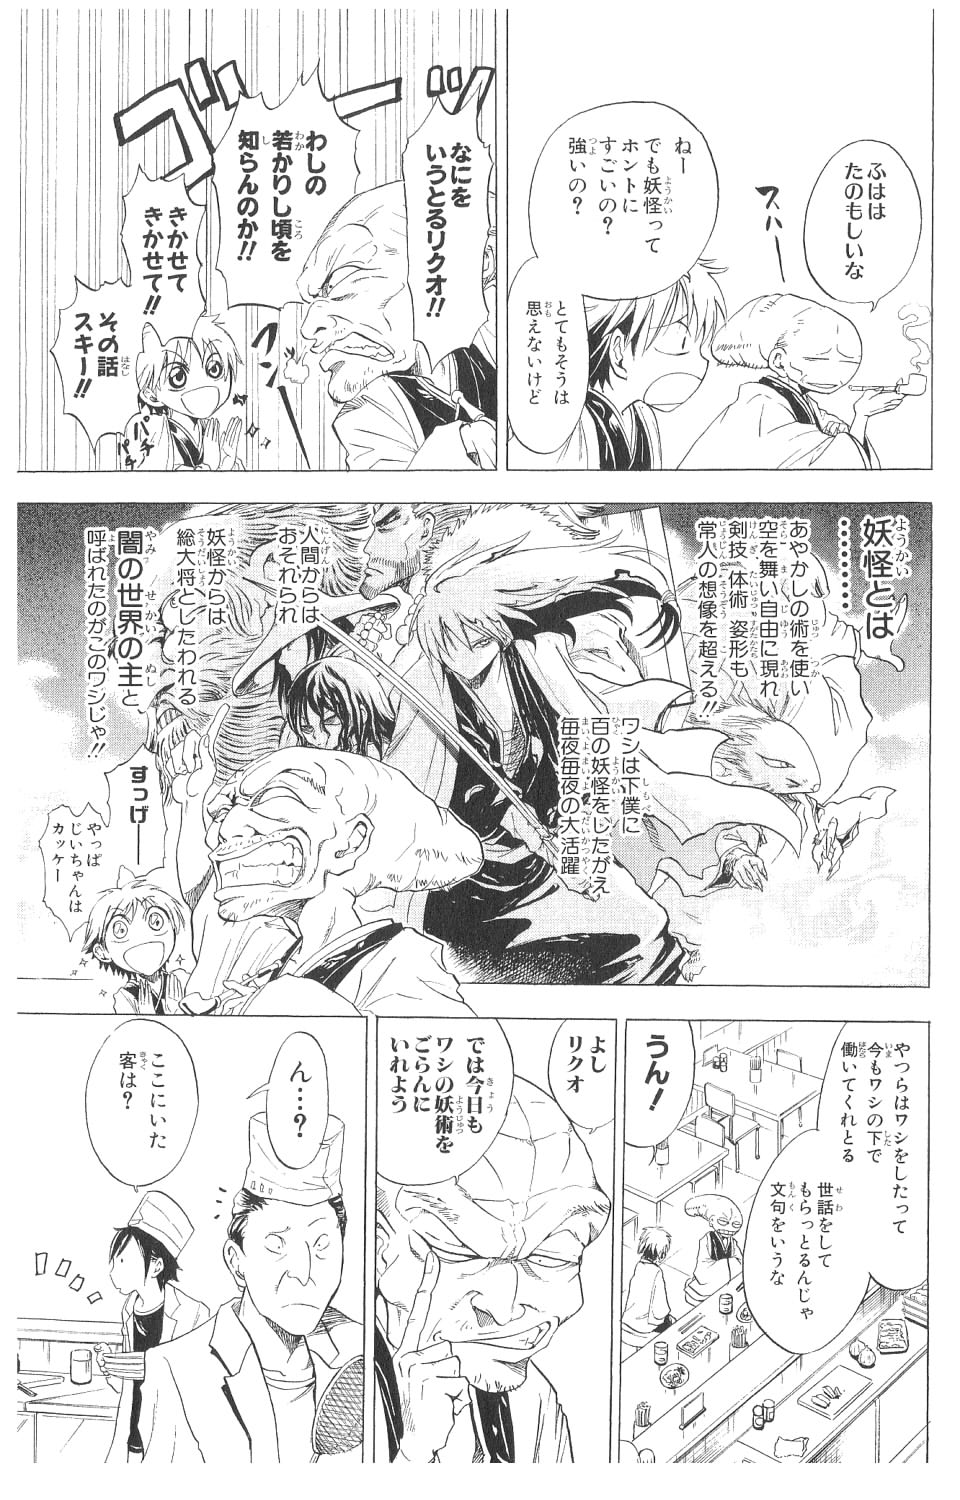 ふはは
たのもしいな
スパー
ねー
でも妖怪って
ホントに
すごいの?
強いの?
とてもそうは
思えないけど
なにを
いうとるリクオ!!
わしの
若かりし頃を
知らんのか!!
ゴーッ
きかせて
きかせて!!
その話
スキー!!
パチ
パチ
妖怪とは
………
あやかしの術を使い
空を舞い自由に現れ
剣技 体術 姿形も
常人の想像を超える!!
ワシは下僕に
百の妖怪をしたがえ
毎夜毎夜の大活躍
人間からは
おそれられ
妖怪からは
総大将としたわれる
闇の世界の主と
呼ばれたのがこのワシじゃ!!
すっげー
やっぱ
じいちゃんは
カッケー
やつらはワシをしたって
今もワシの下で
働いてくれとる
世話をして
もらっとるんじゃ
文句をいうな
うん!
よし
リクオ
では今日も
ワシの妖術を
ごらんに
いれよう
ん…?
ここにいた
客は?